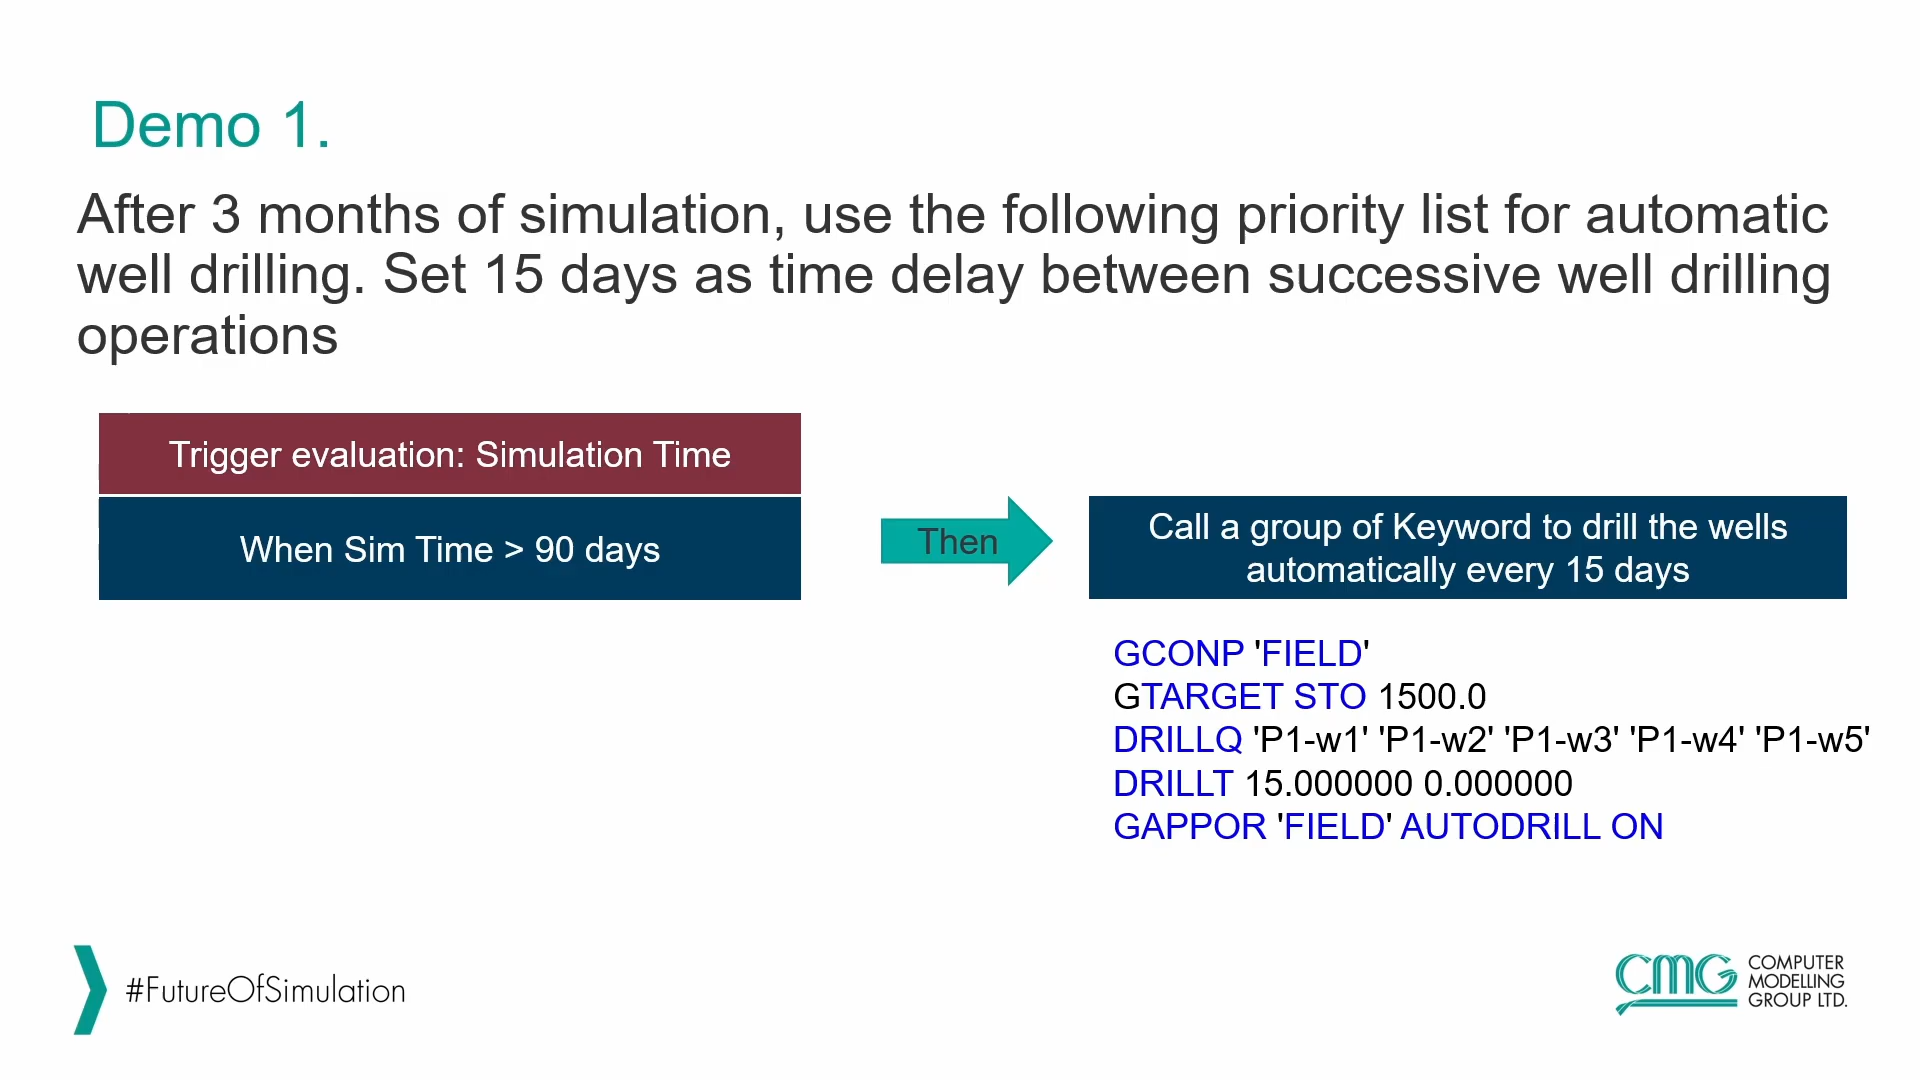 Demo 1.
After 3 months of simulation, use the following priority list for automatic
well drilling. Set 15 days as time delay between successive well drilling
operations
Trigger evaluation: Simulation Time
When Sim Time > 90 days
Then
Call a group of Keyword to drill the wells
automatically every 15 days
GCONP 'FIELD'
GTARGET STO 1500.0
DRILLQ 'P1-w1' 'P1-w2' 'P1-w3' 'P1-w4' 'P1-w5'
DRILLT 15.000000 0.000000
GAPPOR 'FIELD' AUTODRILL ON
#FutureOfSimulation
CMG
COMPUTER
MODELLING
GROUP LTD.